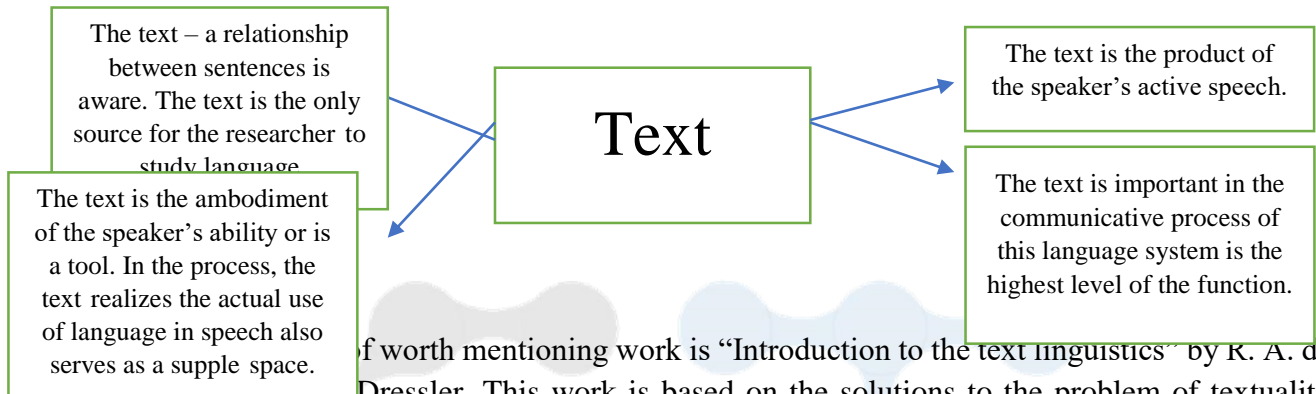 The text – a relationship
between sentences is
aware. The text is the only
source for the researcher to
study language
The text is the ambodiment
of the speaker's ability or is
a tool. In the process, the
text realizes the actual use
of language in speech also
serves as a supple space.
Text
The text is the product of
the speaker's active speech.
The text is important in the
communicative process of
this language system is the
highest level of the function.
of worth mentioning work is “Introduction to the text linguistics” by R. A. d
Dressler. This work is based on the solutions to the problem of textualit